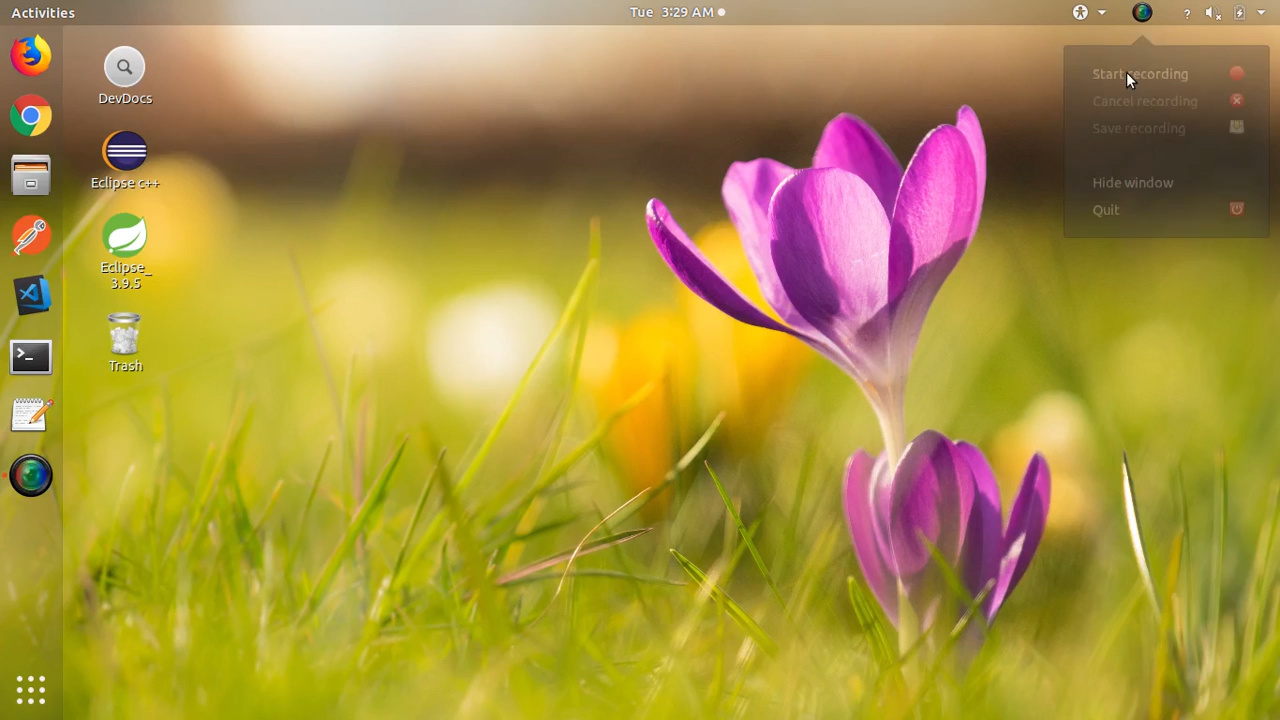 Activities
Tue 3:29 AM
?
DevDocs
Eclipse c++
Eclipse_
3.9.5
Trash
Start recording
Cancel recording
Save recording
Hide window
Quit